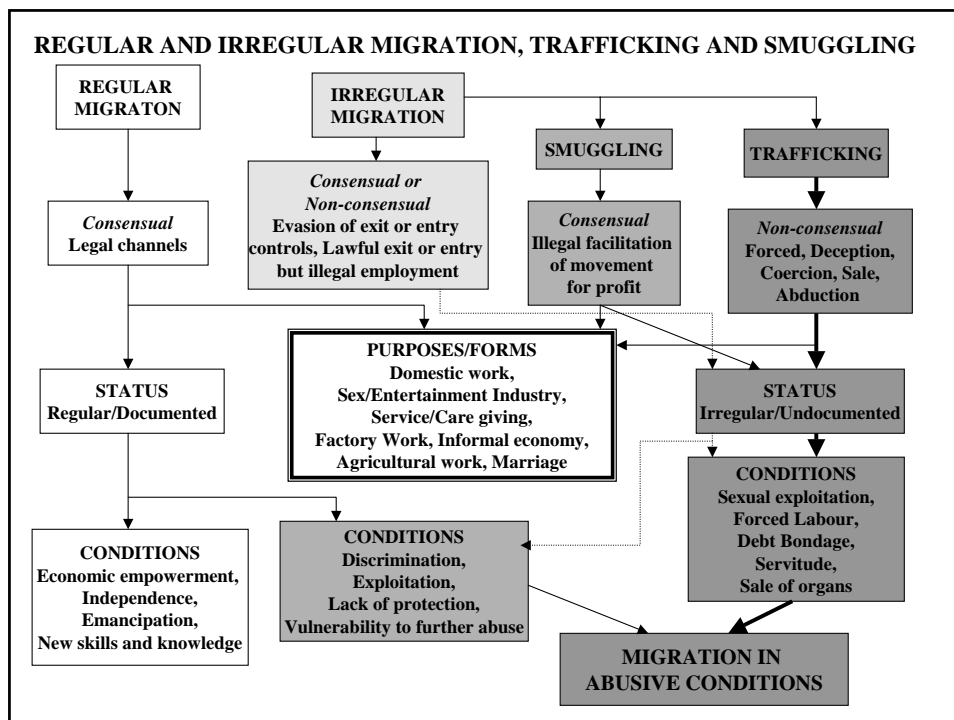 REGULAR AND IRREGULAR MIGRATION, TRAFFICKING AND SMUGGLING
REGULAR
MIGRATON
IRREGULAR
MIGRATION
SMUGGLING
TRAFFICKING
Consensual
Legal channels
Consensual or
Non-consensual
Evasion of exit or entry
controls, Lawful exit or entry
but illegal employment
Consensual
Illegal facilitation
of movement
for profit
Non-consensual
Forced, Deception,
Coercion, Sale,
Abduction
PURPOSES/FORMS
Domestic work,
Sex/Entertainment Industry,
Service/Care giving,
Factory Work, Informal economy,
Agricultural work, Marriage
STATUS
Regular/Documented
STATUS
Irregular/Undocumented
CONDITIONS
Economic empowerment,
Independence,
Emancipation,
New skills and knowledge
CONDITIONS
Discrimination,
Exploitation,
Lack of protection,
Vulnerability to further abuse
CONDITIONS
Sexual exploitation,
Forced Labour,
Debt Bondage,
Servitude,
Sale of organs
MIGRATION IN
ABUSIVE CONDITIONS